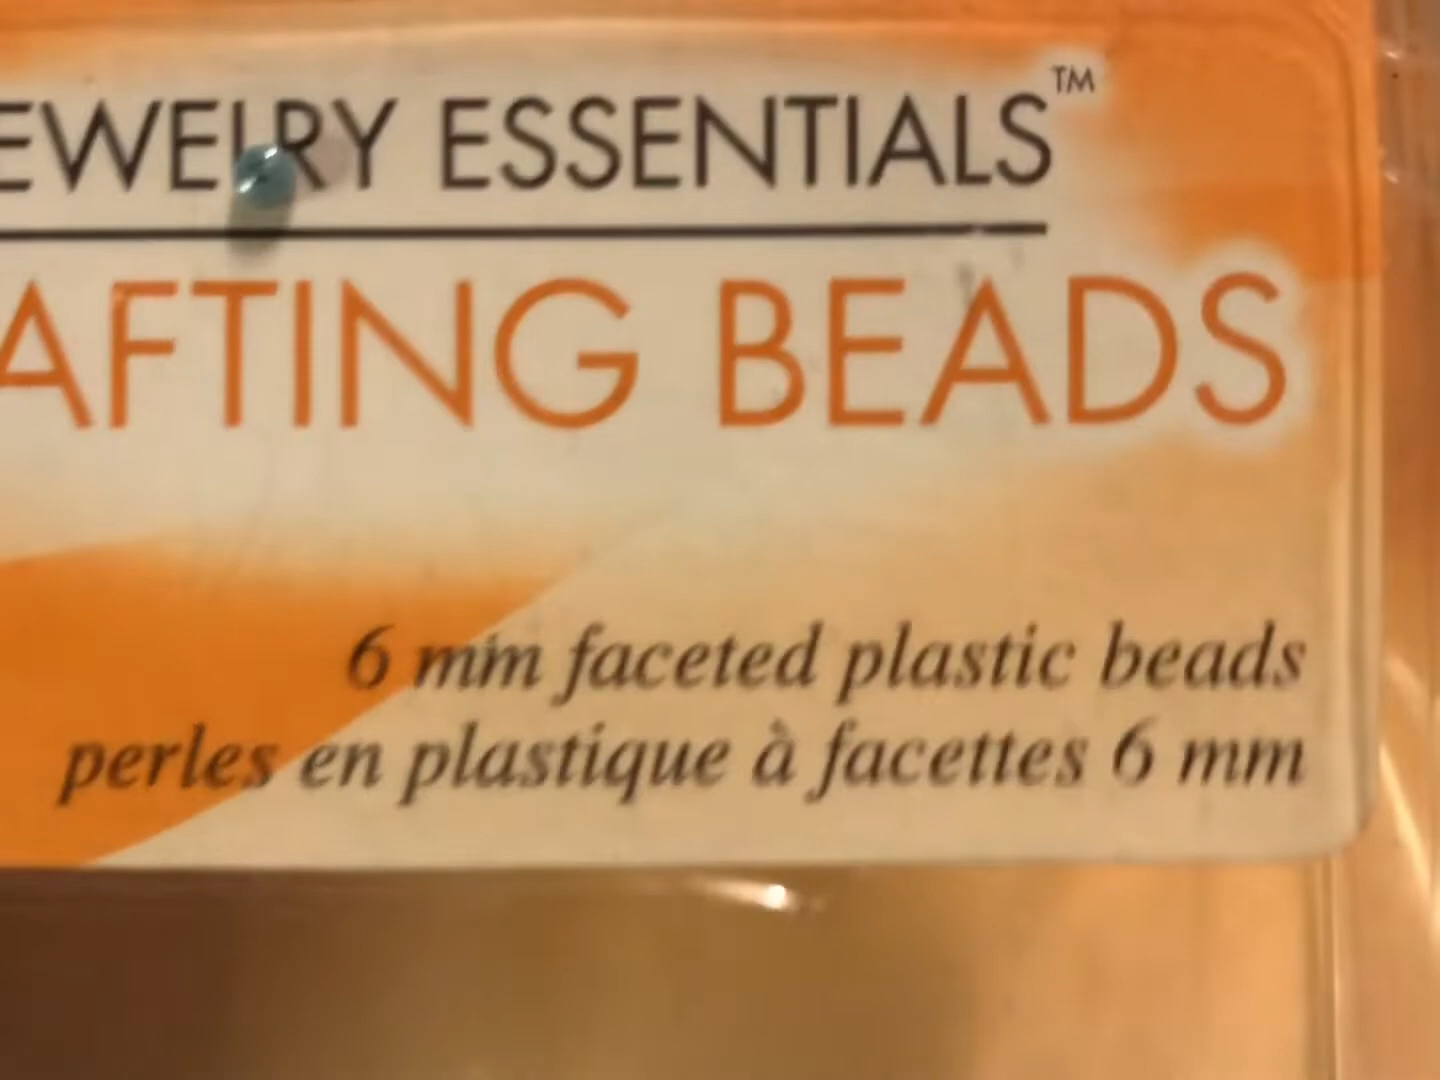 EWELRY ESSENTIALS™
AFTING BEADS
6 mm faceted plastic beads
perles en plastique à facettes 6 mm